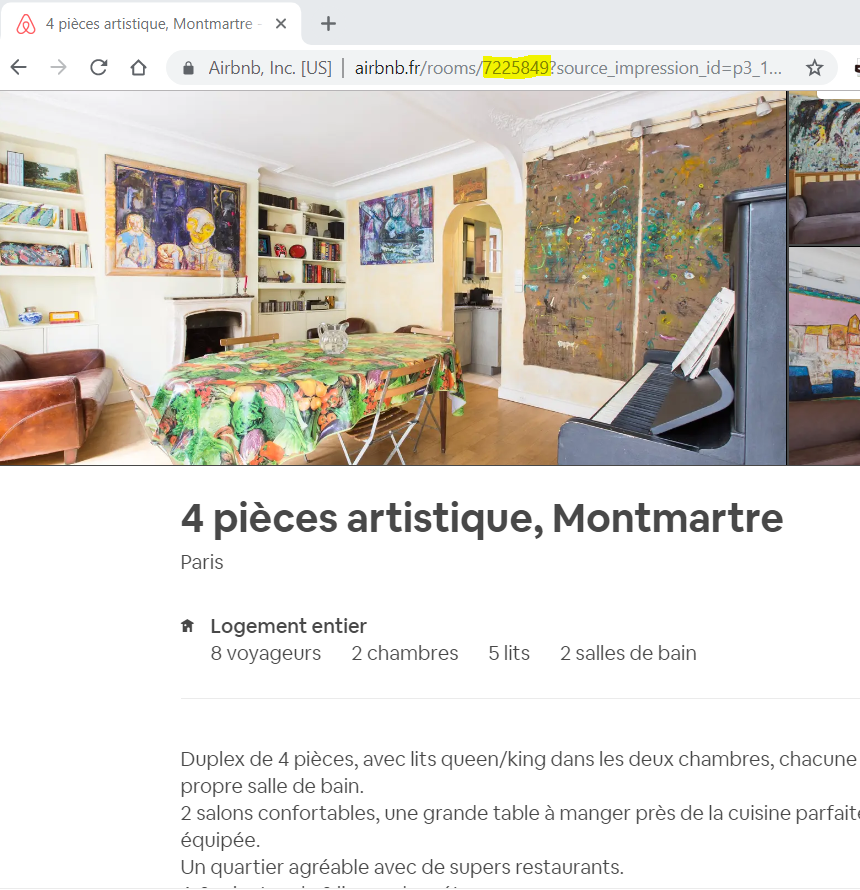 4 pièces artistique, Montmartre -
Airbnb, Inc. [US] | airbnb.fr/rooms/7225849?source_impression_id=p3_1...
4 pièces artistique, Montmartre
Paris
Logement entier
8 voyageurs 2 chambres 5 lits 2 salles de bain
Duplex de 4 pièces, avec lits queen/king dans les deux chambres, chacune
propre salle de bain.
2 salons confortables, une grande table à manger près de la cuisine parfaite
équipée.
Un quartier agréable avec de supers restaurants.